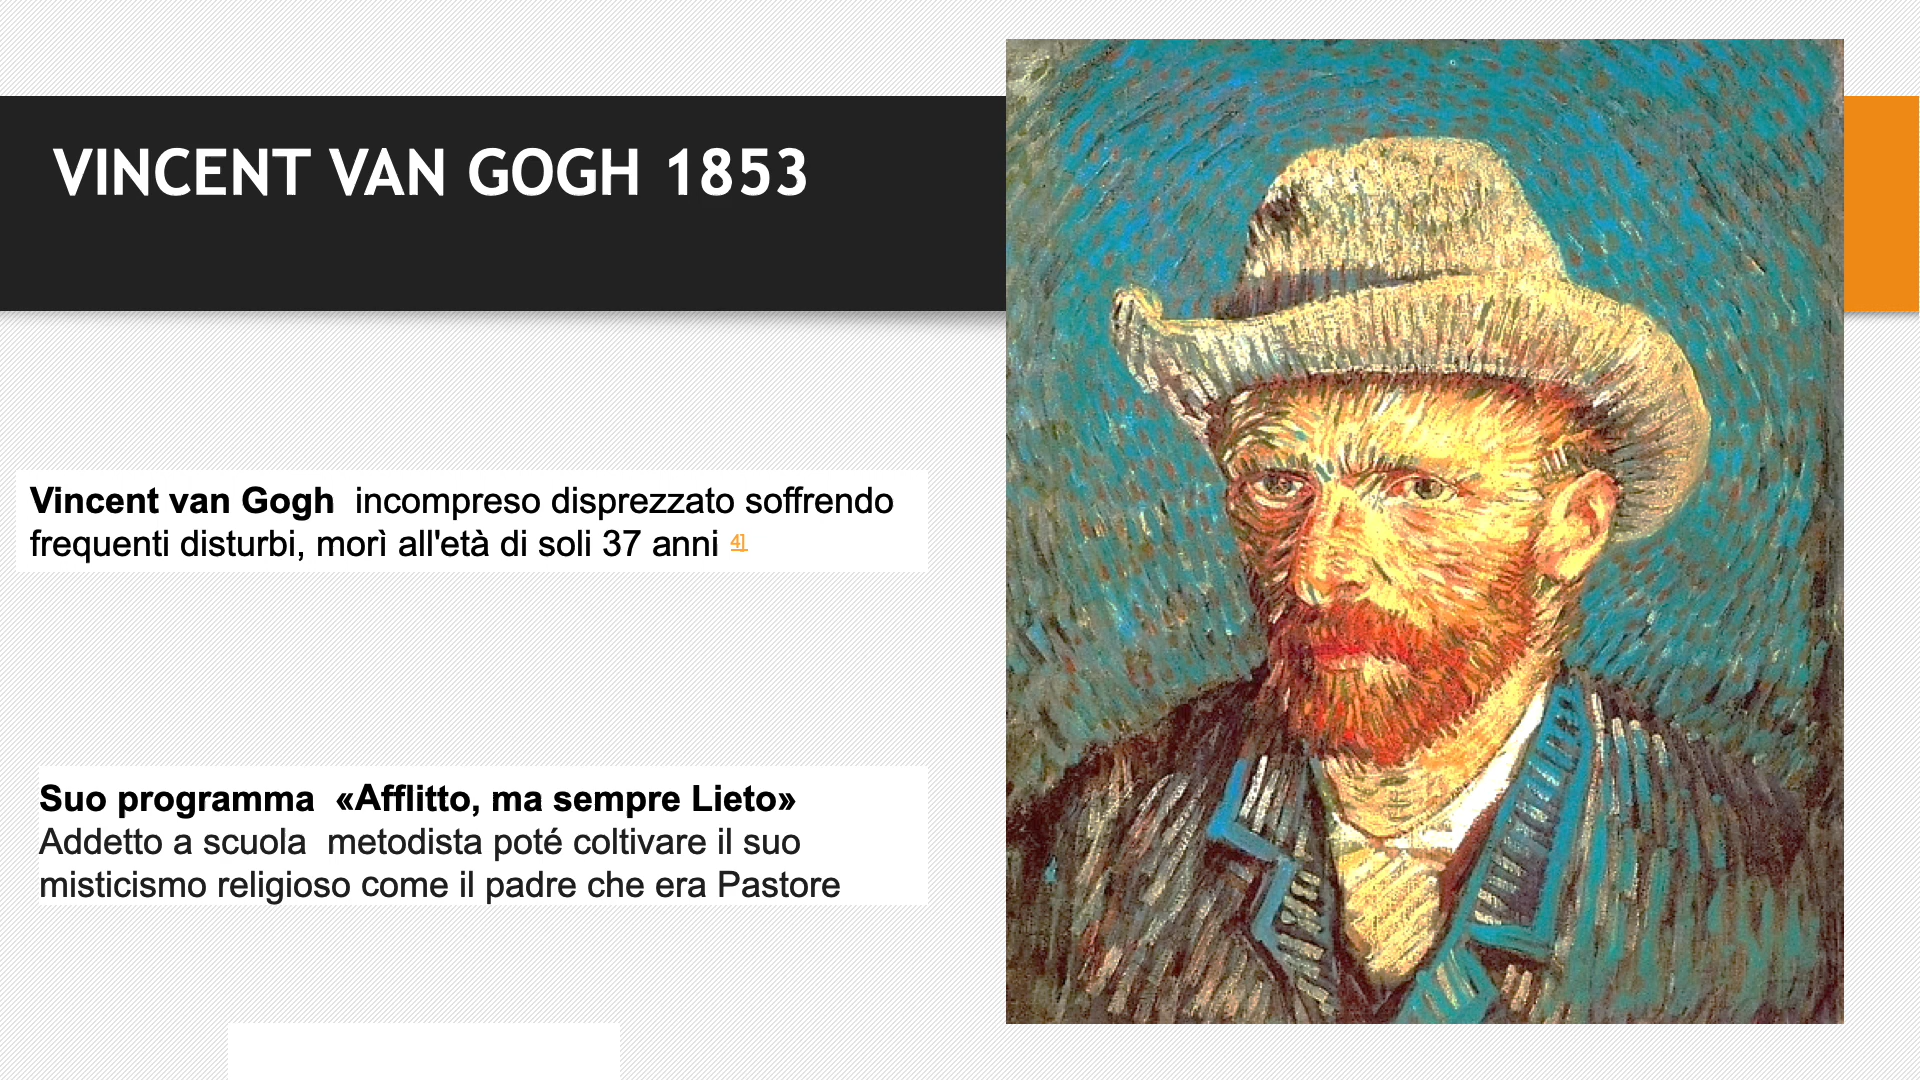 VINCENT VAN GOGH 1853
Vincent van Gogh  incompreso disprezzato soffrendo
frequenti disturbi, morì all'età di soli 37 anni 4]
Suo programma  «Afflitto, ma sempre Lieto»
Addetto a scuola  metodista poté coltivare il suo
misticismo religioso come il padre che era Pastore